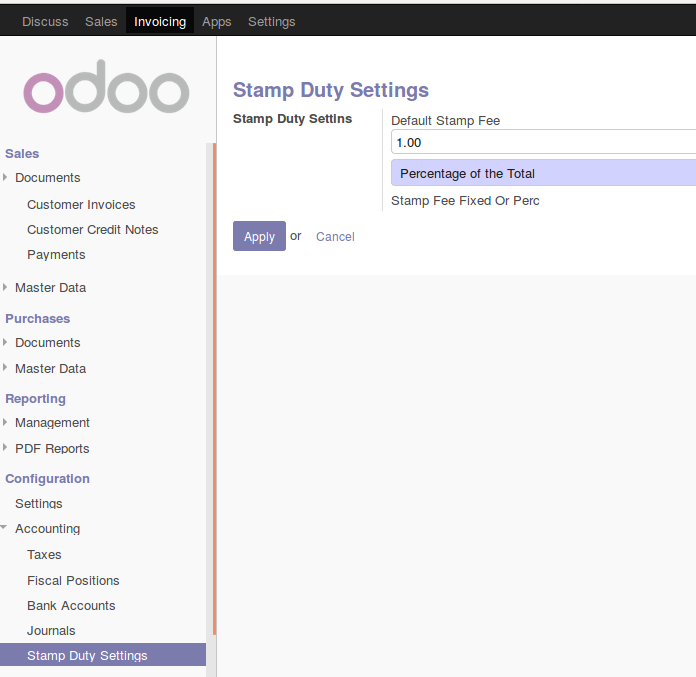 Discuss Sales Invoicing Apps Settings
odoo
Sales
Documents
Customer Invoices
Customer Credit Notes
Payments
Master Data
Purchases
Documents
Master Data
Reporting
Management
PDF Reports
Configuration
Settings
Accounting
Taxes
Fiscal Positions
Bank Accounts
Journals
Stamp Duty Settings
Stamp Duty Settings
Stamp Duty Settins
Default Stamp Fee
1.00
Percentage of the Total
Stamp Fee Fixed Or Perc
Apply or Cancel